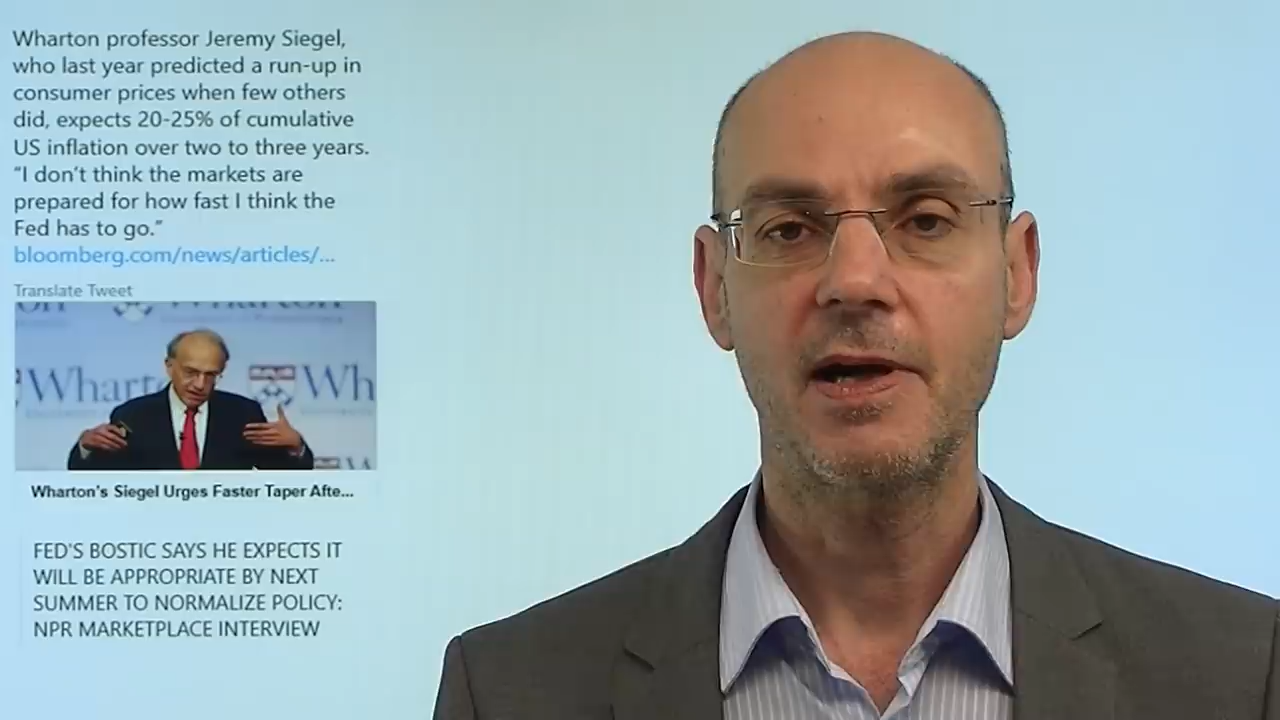 Wharton professor Jeremy Siegel,
who last year predicted a run-up in
consumer prices when few others
did, expects 20-25% of cumulative
US inflation over two to three years.
"I don't think the markets are
prepared for how fast I think the
Fed has to go."
bloomberg.com/news/articles/...
Translate Tweet
Wharton
Wh
Wharton's Siegel Urges Faster Taper Afte...
FED'S BOSTIC SAYS HE EXPECTS IT
WILL BE APPROPRIATE BY NEXT
SUMMER TO NORMALIZE POLICY:
NPR MARKETPLACE INTERVIEW